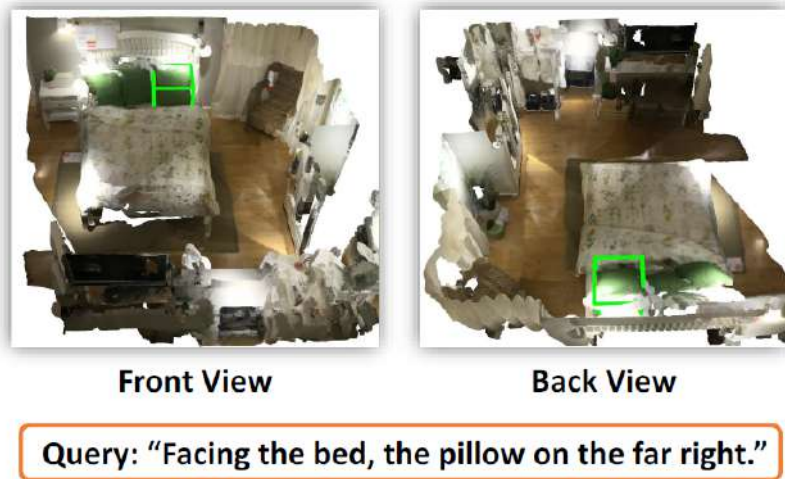 Front View
Back View
Query: “Facing the bed, the pillow on the far right.”